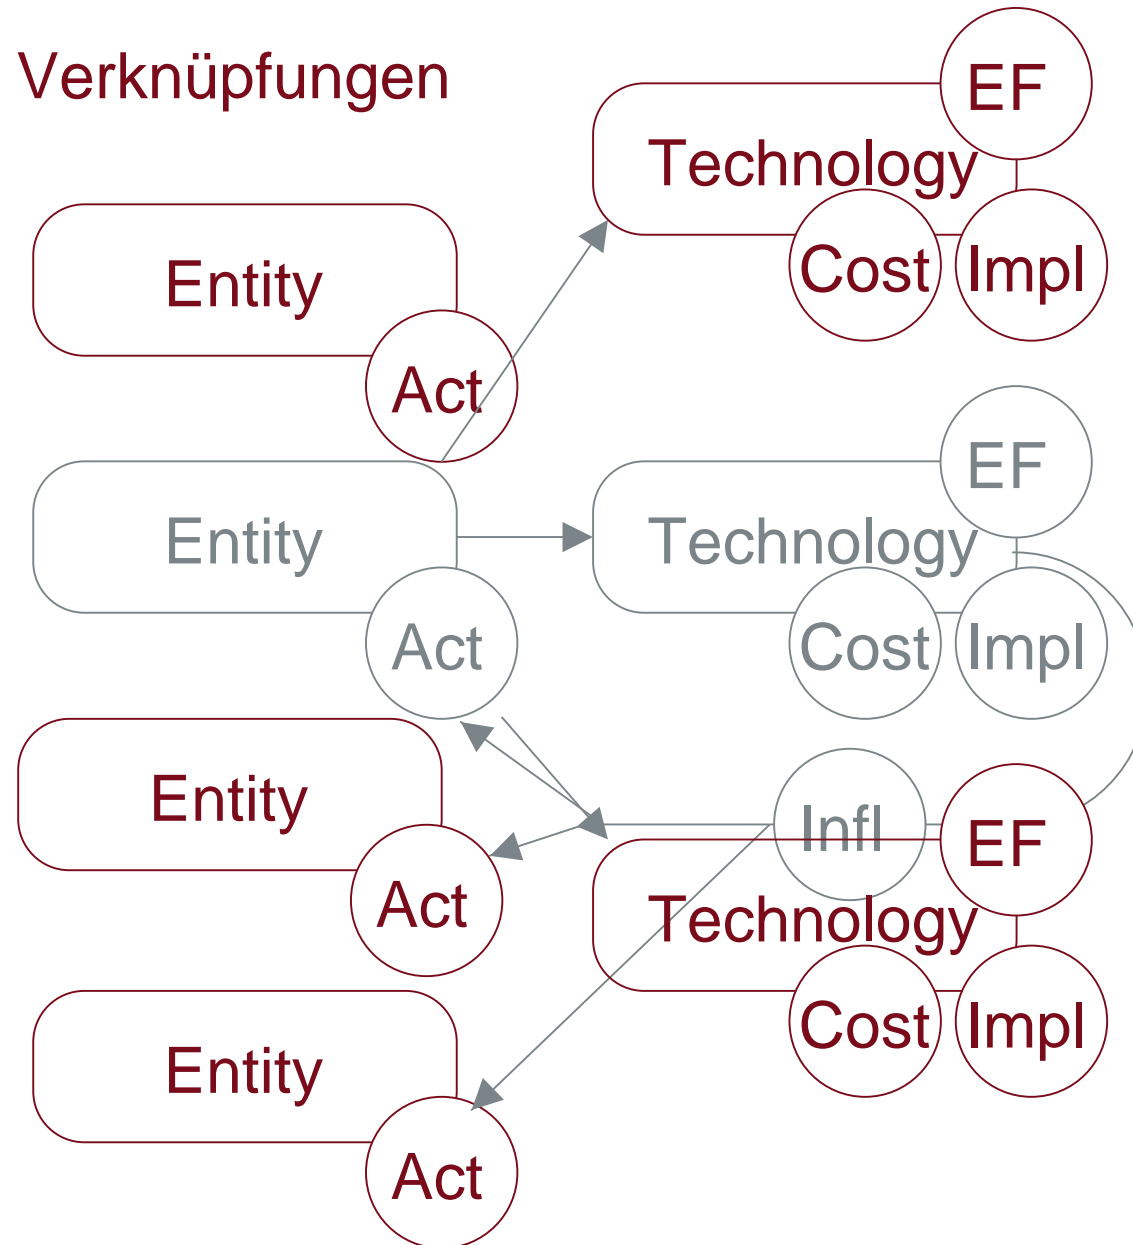 Verknüpfungen
EF
Technology
Cost
Impl
Entity
Act
EF
Entity
Technology
Act
Cost
Impl
Entity
Act
Infl
EF
Technology
Cost
Impl
Entity
Act